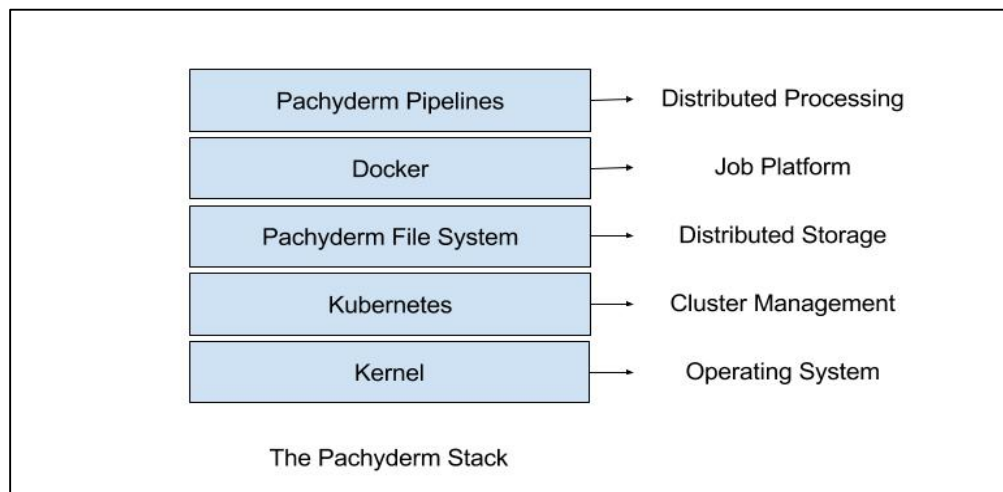 Pachyderm Pipelines
Distributed Processing
Docker
Job Platform
Pachyderm File System
Distributed Storage
Kubernetes
Cluster Management
Kernel
Operating System
The Pachyderm Stack